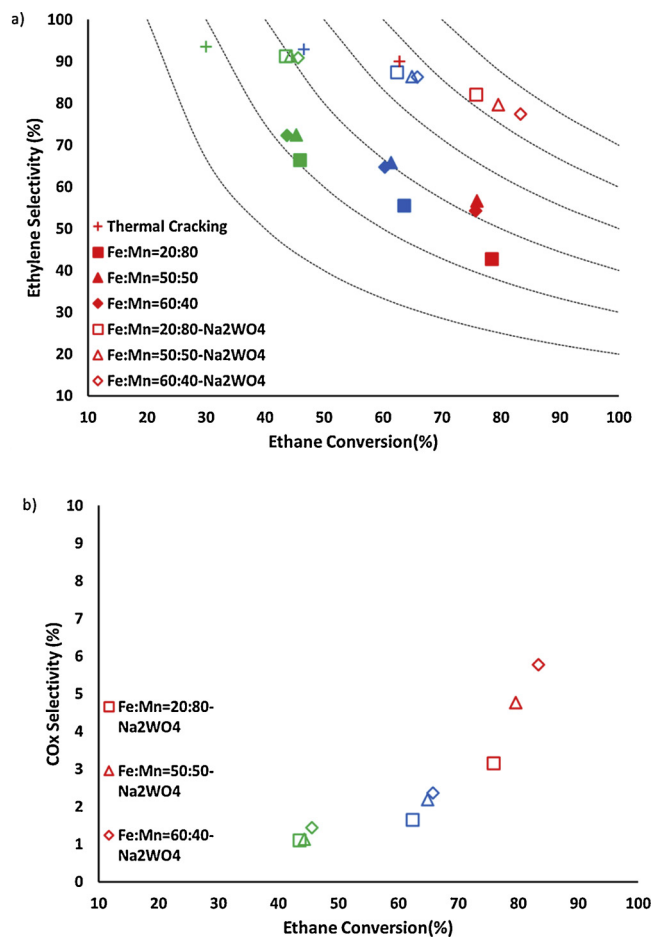 a)
100
90
80
70
60
50
40
30
20
10
Ethylene Selectivity (%)
Thermal Cracking
Fe:Mn=20:80
Fe:Mn=50:50
Fe:Mn=60:40
Fe:Mn=20:80-Na2WO4
Fe:Mn=50:50-Na2WO4
Fe:Mn=60:40-Na2WO4
10 20 30 40 50 60 70 80 90 100
Ethane Conversion(%)
b)
10
9
8
7
6
5
4
3
2
1
0
COx Selectivity (%)
Fe:Mn=20:80-
Na2WO4
Fe:Mn=50:50-
Na2WO4
Fe:Mn=60:40-
Na2WO4
10 20 30 40 50 60 70 80 90 100
Ethane Conversion(%)